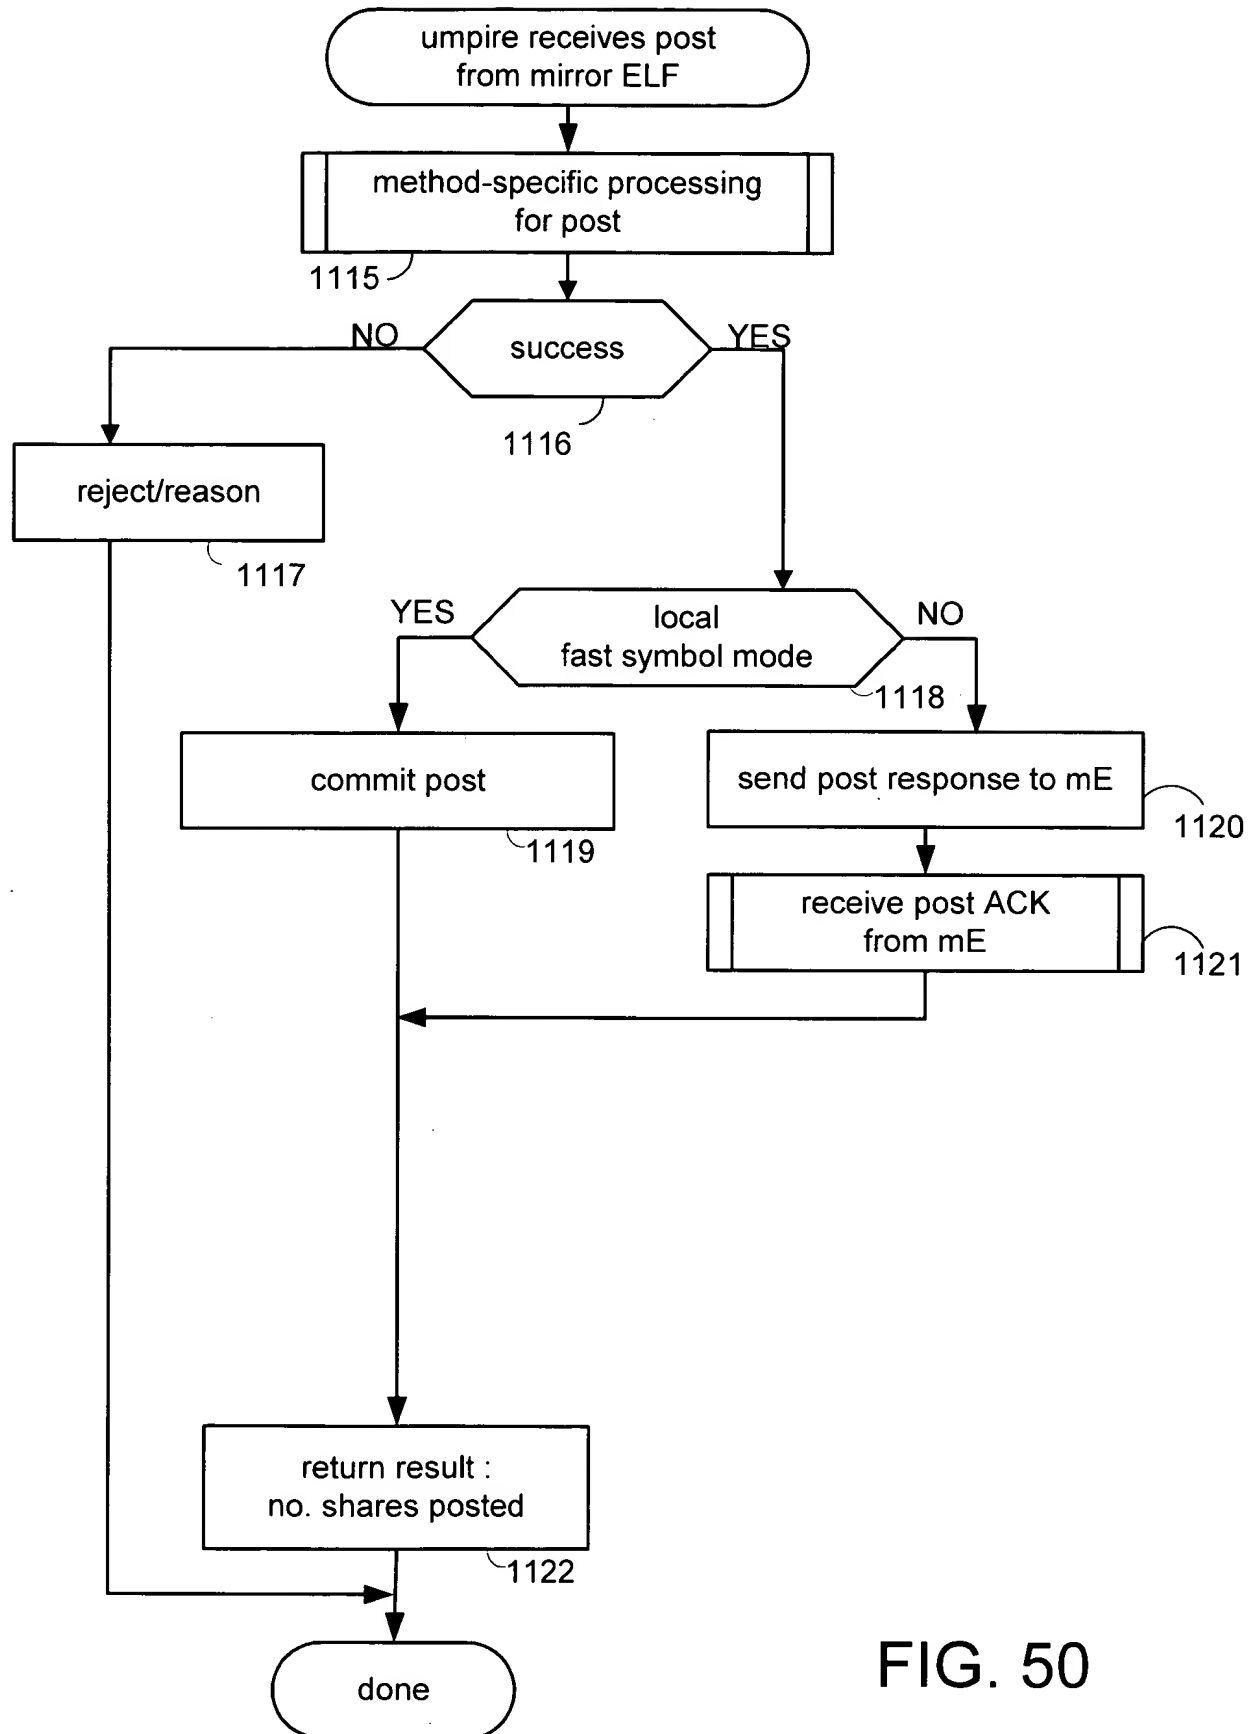 umpire receives post
from mirror ELF
method-specific processing
for post
1115
NO
success
YES
1116
reject/reason
1117
YES
local
fast symbol mode
NO
1118
commit post
1119
send post response to mE
1120
receive post ACK
from mE
1121
return result :
no. shares posted
1122
done
FIG. 50